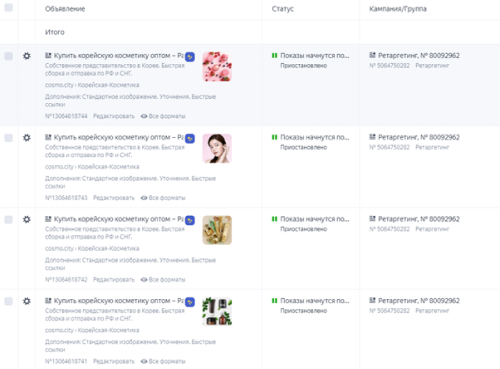 Объявление Статус Кампания/Группа
Итого
Купить корейскую косметику оптом – Ра Показы начнутся по... Ретаргетинг, № 80092962
Собственное представительство в Корее. Быстрая Приостановлено № 5064750202 Ретаргетинг
сборка и отправка по РФ и СНГ.
cosmo.city › Корейская-Косметика
Дополнения: Стандартное изображение, Уточнения, Быстрые
ссылки
№13064618744 Редактировать Все форматы
Купить корейскую косметику оптом – Ра Показы начнутся по... Ретаргетинг, № 80092962
Собственное представительство в Корее. Быстрая Приостановлено № 5064750202 Ретаргетинг
сборка и отправка по РФ и СНГ.
cosmo.city › Корейская-Косметика
Дополнения: Стандартное изображение, Уточнения, Быстрые
ссылки
№13064618743 Редактировать Все форматы
Купить корейскую косметику оптом – Ра Показы начнутся по... Ретаргетинг, № 80092962
Собственное представительство в Корее. Быстрая Приостановлено № 5064750202 Ретаргетинг
сборка и отправка по РФ и СНГ.
cosmo.city › Корейская-Косметика
Дополнения: Стандартное изображение, Уточнения, Быстрые
ссылки
№13064618742 Редактировать Все форматы
Купить корейскую косметику оптом – Ра Показы начнутся по... Ретаргетинг, № 80092962
Собственное представительство в Корее. Быстрая Приостановлено № 5064750202 Ретаргетинг
сборка и отправка по РФ и СНГ.
cosmo.city › Корейская-Косметика
Дополнения: Стандартное изображение, Уточнения, Быстрые
ссылки
№13064618741 Редактировать Все форматы